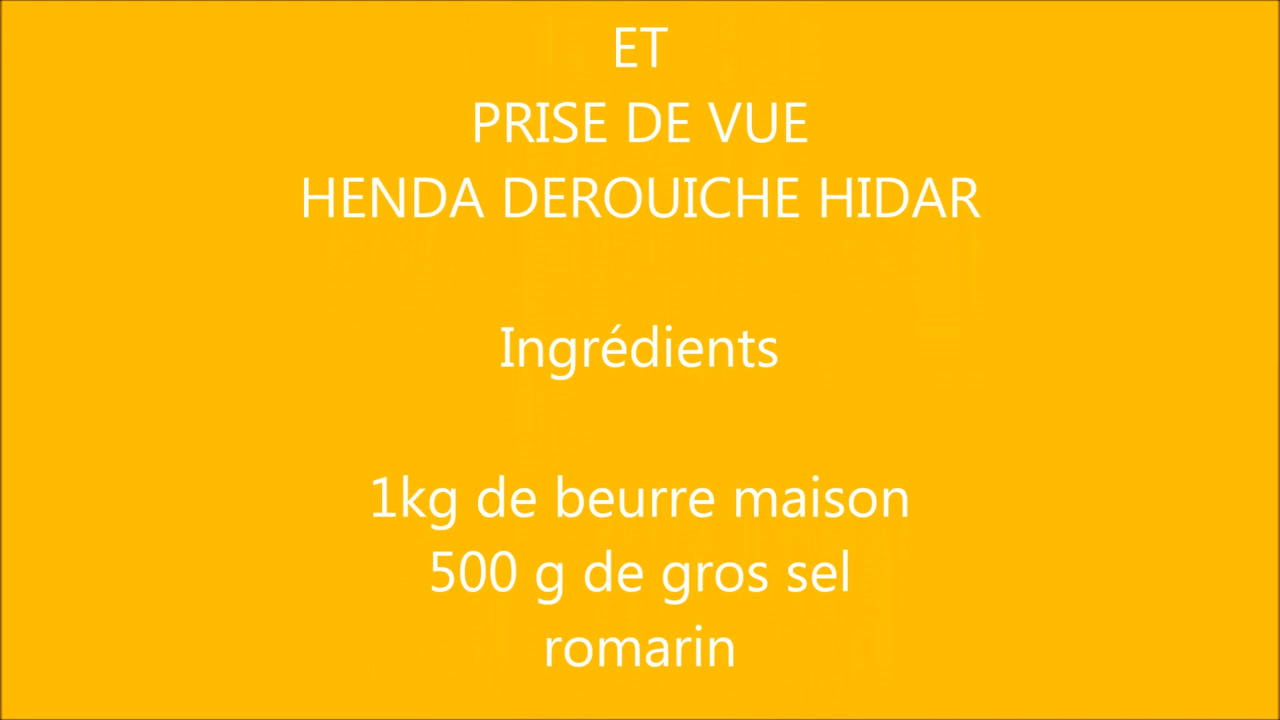 ET
PRISE DE VUE
HENDA DEROUICHE HIDAR
Ingrédients
1kg de beurre maison
500 g de gros sel
romarin